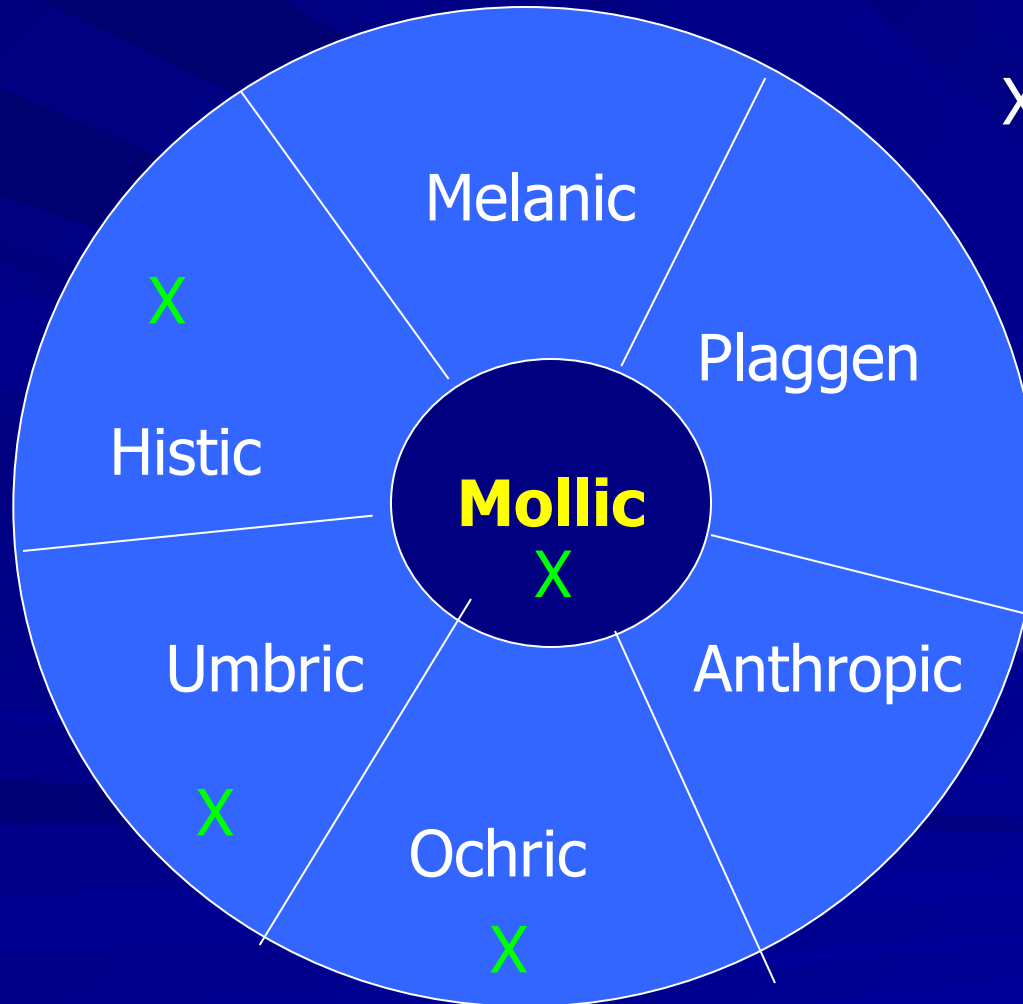 X
Melanic
X
Plaggen
Histic
Mollic
X
Umbric
Anthropic
X
Ochric
X